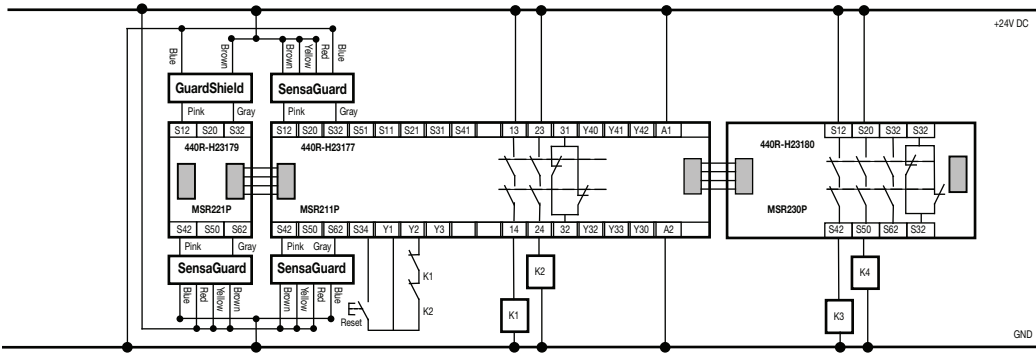 +24V DC
Blue
Brown
Brown
Yellow
Red
Blue
GuardShield
SensaGuard
Pink
Gray
Pink
Gray
S12 S20 S32
S12 S20 S32 S51 S11 S21 S31 S41 13 23 31 Y40 Y41 Y42 A1
S12 S20 S32 S32
440R-H23179
440R-H23177
440R-H23180
MSR221P
MSR211P
MSR230P
S42 S50 S62
S42 S50 S62 S34 Y1 Y2 Y3 14 24 32 Y32 Y33 Y30 A2
S42 S50 S62 S32
Pink
Gray
Pink
Gray
SensaGuard
SensaGuard
K1
K2
K2
K4
Blue
Red
Yellow
Brown
Brown
Yellow
Red
Blue
Reset
K2
K1
K3
GND